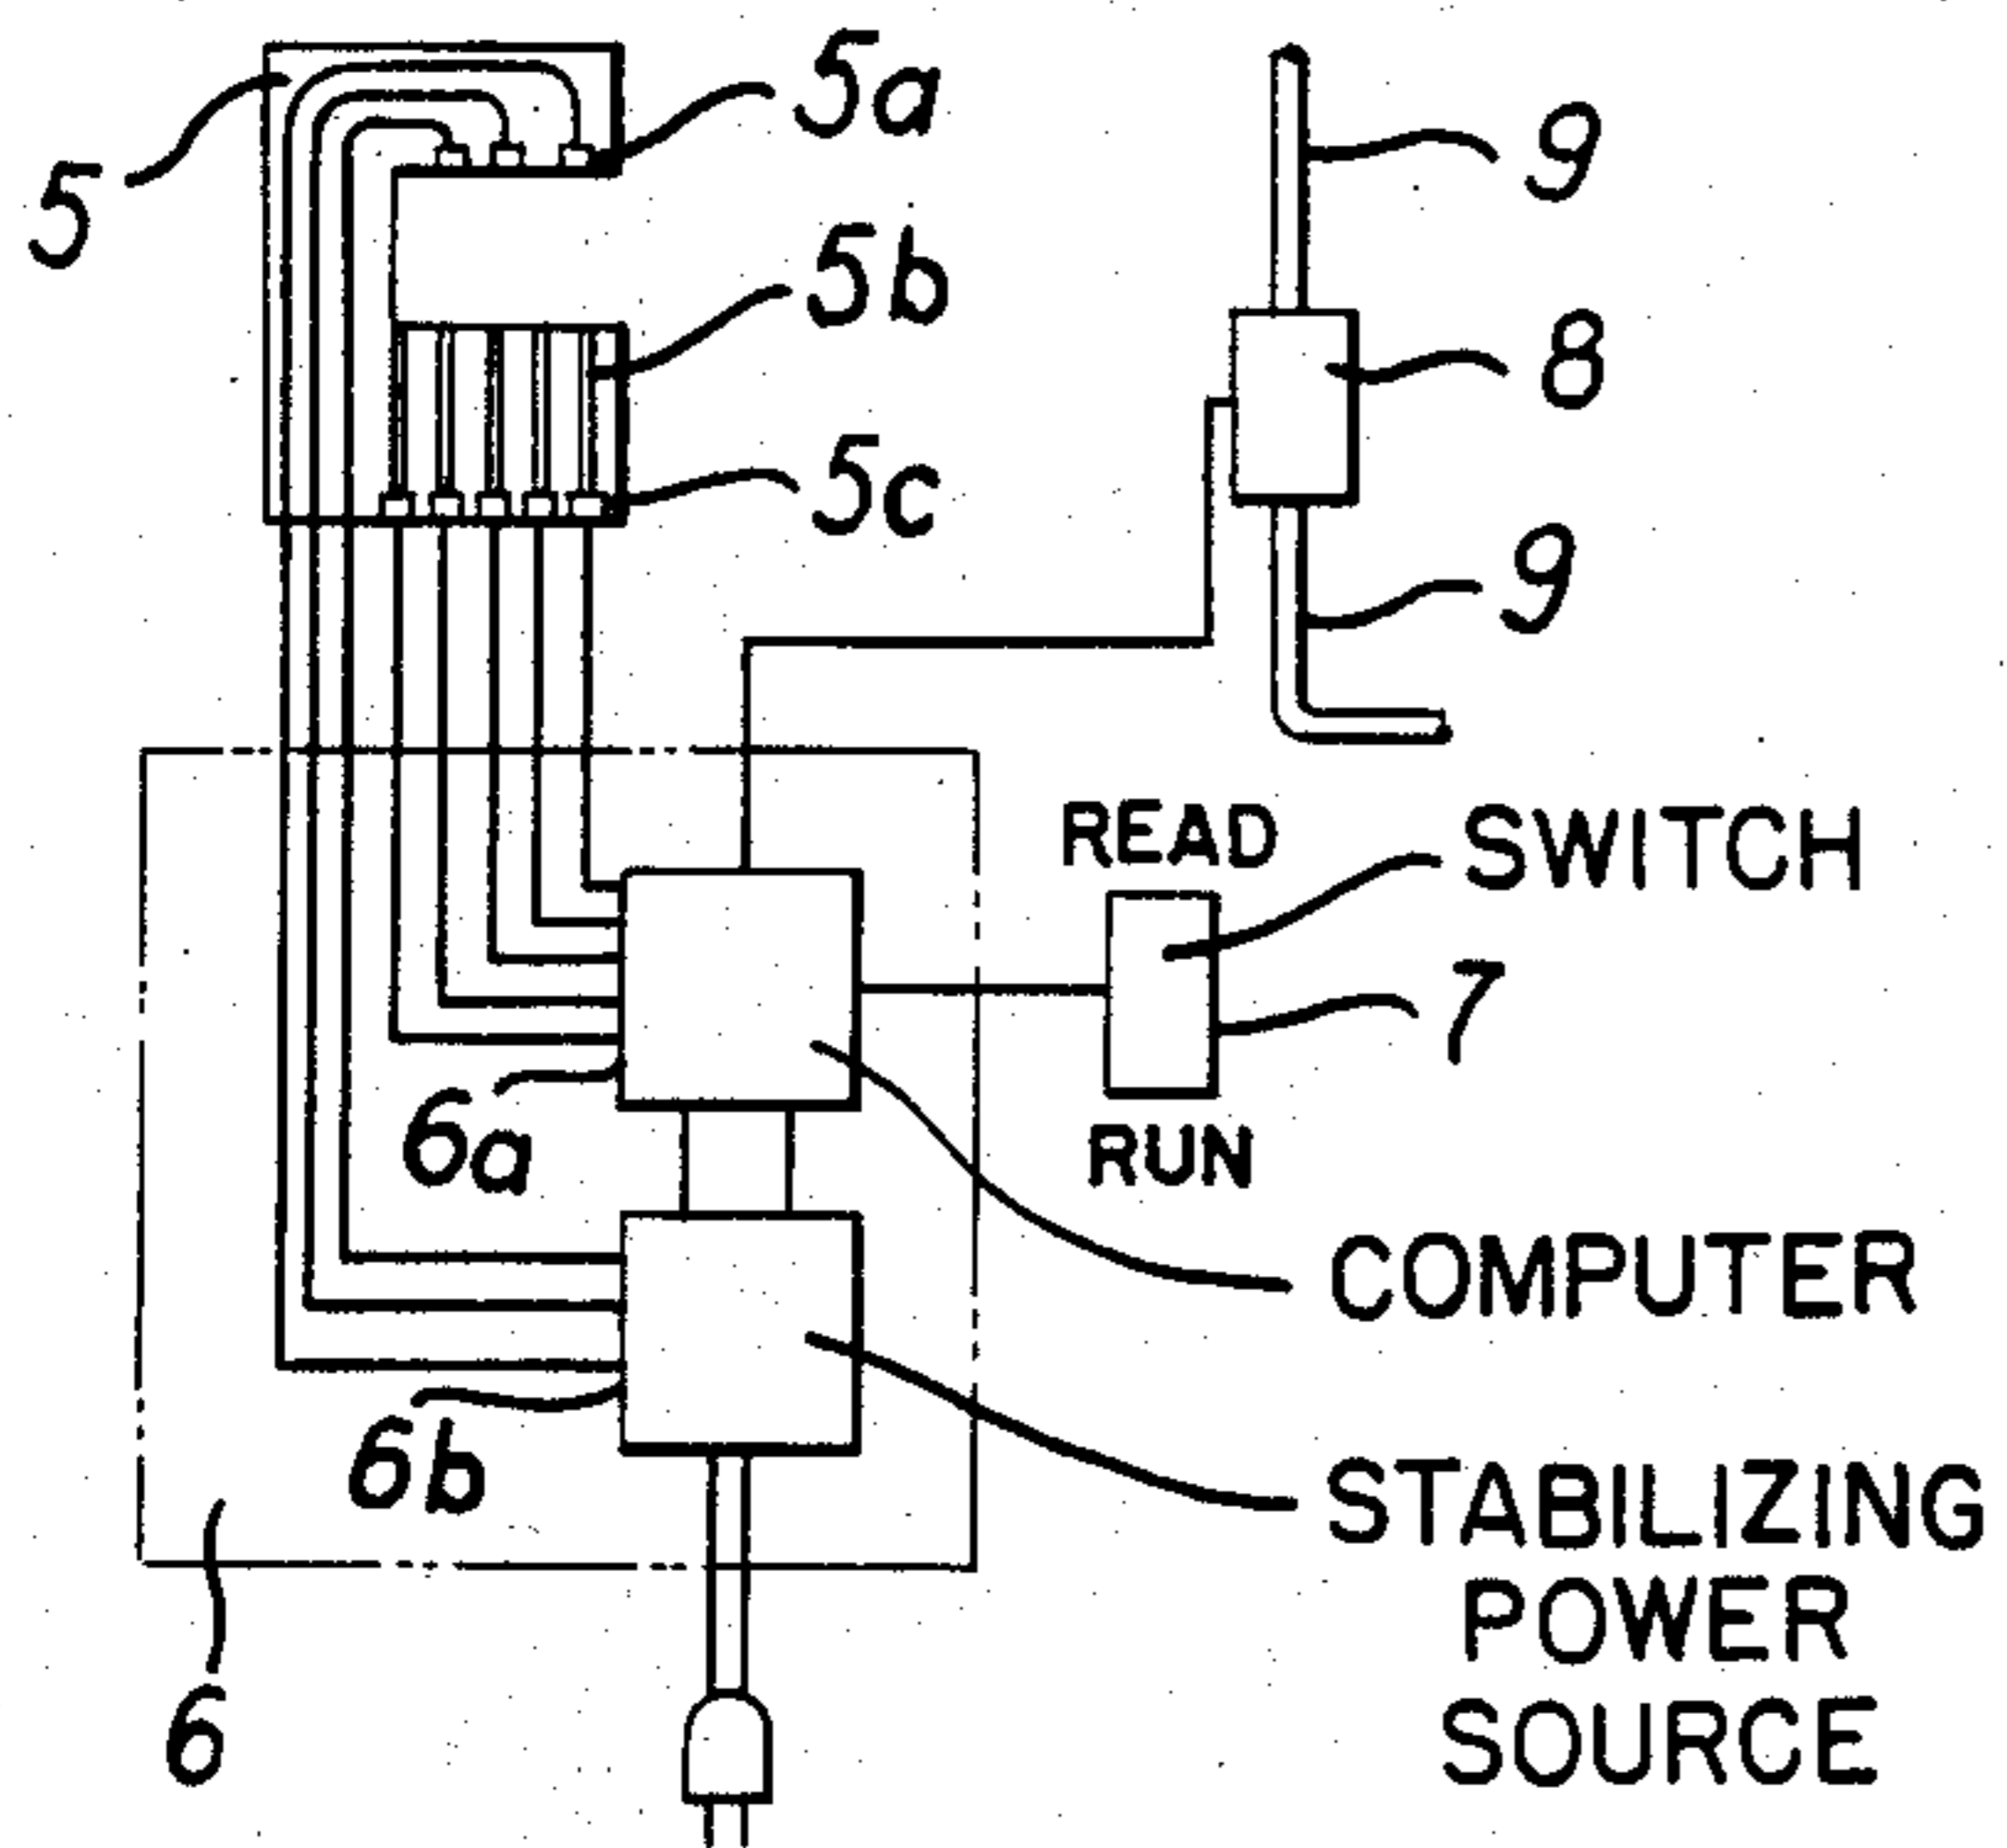 5
5a
5b
5c
9
8
9
READ
SWITCH
7
RUN
6a
COMPUTER
6b
STABILIZING
POWER
SOURCE
6